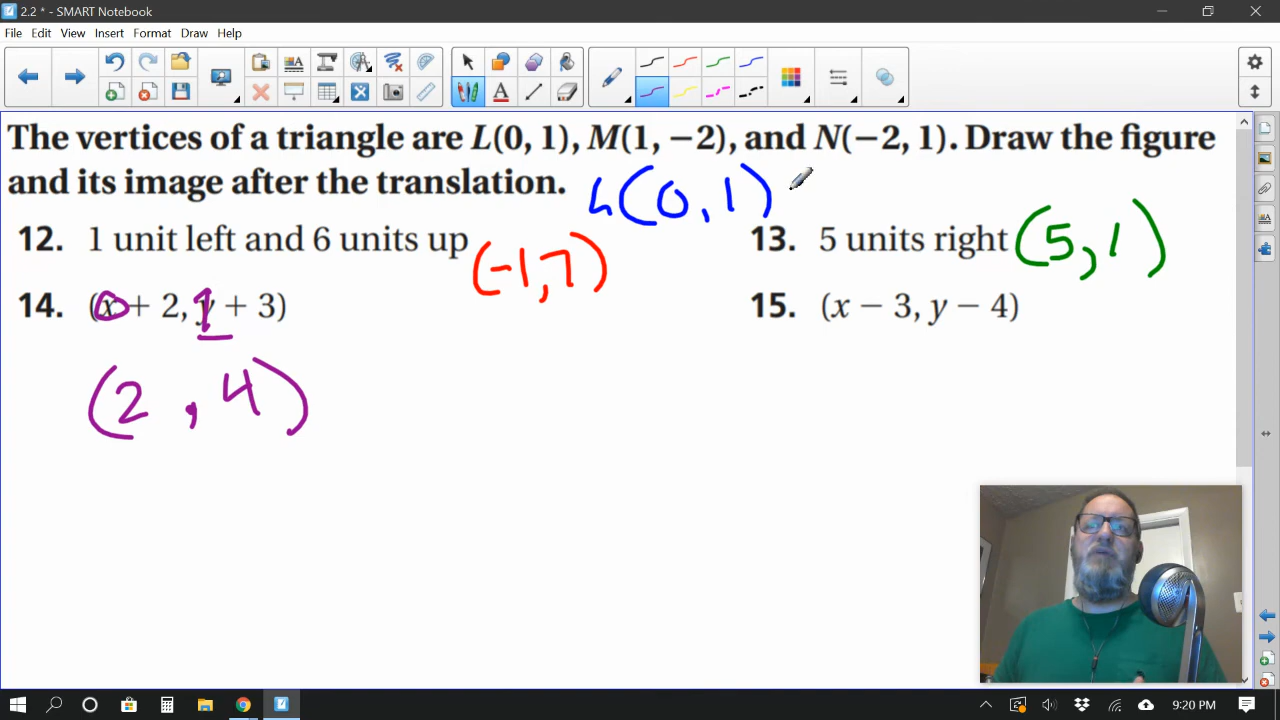 2.2 * - SMART Notebook
File Edit View Insert Format Draw Help
The vertices of a triangle are L(0, 1), M(1, −2), and N(−2, 1). Draw the figure
and its image after the translation.
L(0,1)
12. 1 unit left and 6 units up (-1,7)
13. 5 units right (5,1)
14. (x + 2, y + 3)
0 1
15. (x − 3, y − 4)
(2, 4)
9:20 PM